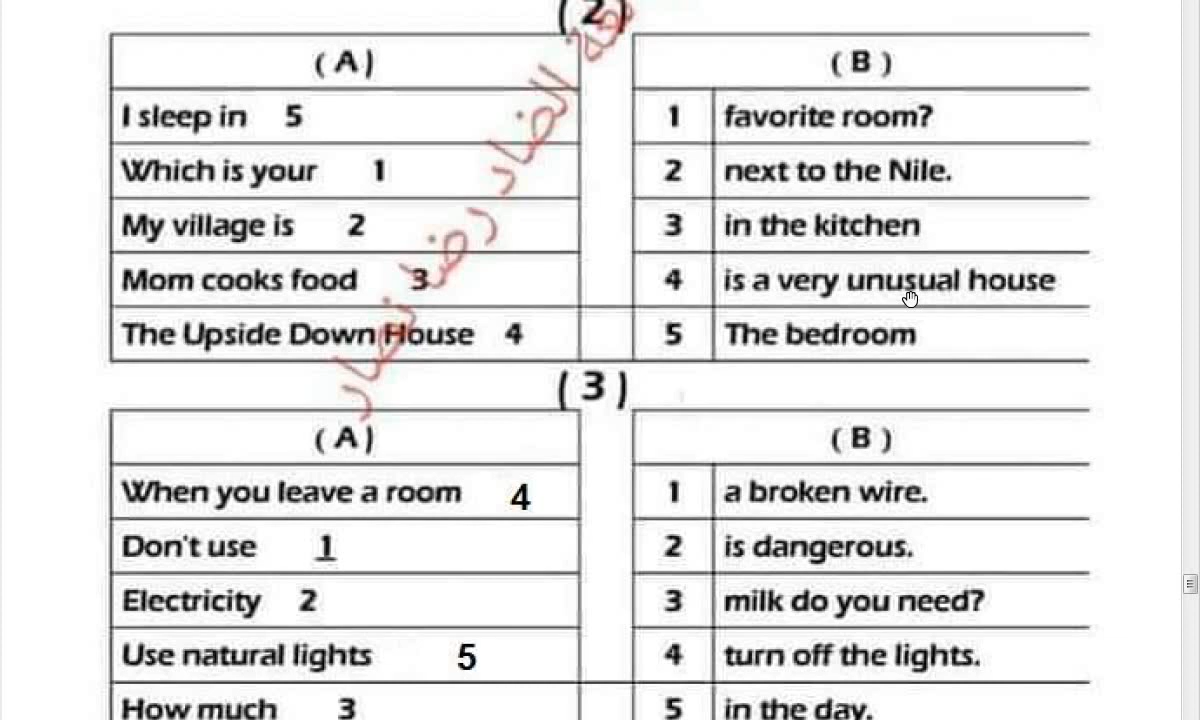 ( 2 )
( A ) ( B )
I sleep in 5 1 favorite room?
Which is your 1 2 next to the Nile.
My village is 2 3 in the kitchen
Mom cooks food 3 4 is a very unusual house
The Upside Down House 4 5 The bedroom
( 3 )
( A ) ( B )
When you leave a room 4 1 a broken wire.
Don't use 1 2 is dangerous.
Electricity 2 3 milk do you need?
Use natural lights 5 4 turn off the lights.
How much 3 5 in the day.